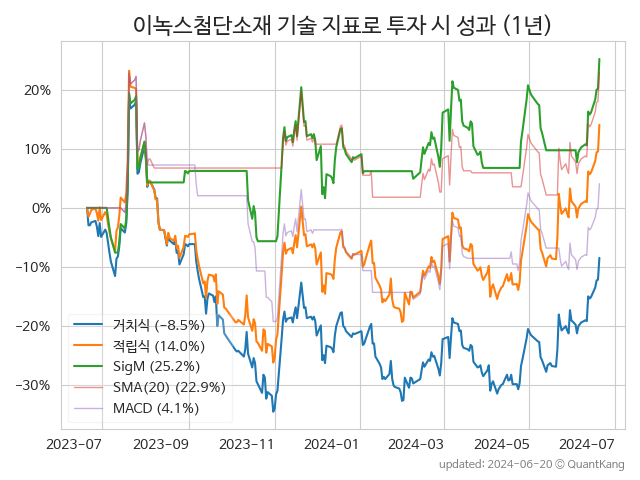 이녹스첨단소재 기술 지표로 투자 시 성과 (1년)
20%
10%
0%
−10%
−20%
−30%
거치식 (−8.5%)
적립식 (14.0%)
SigM (25.2%)
SMA(20) (22.9%)
MACD (4.1%)
2023-07 2023-09 2023-11 2024-01 2024-03 2024-05 2024-07
updated: 2024-06-20 © QuantKang